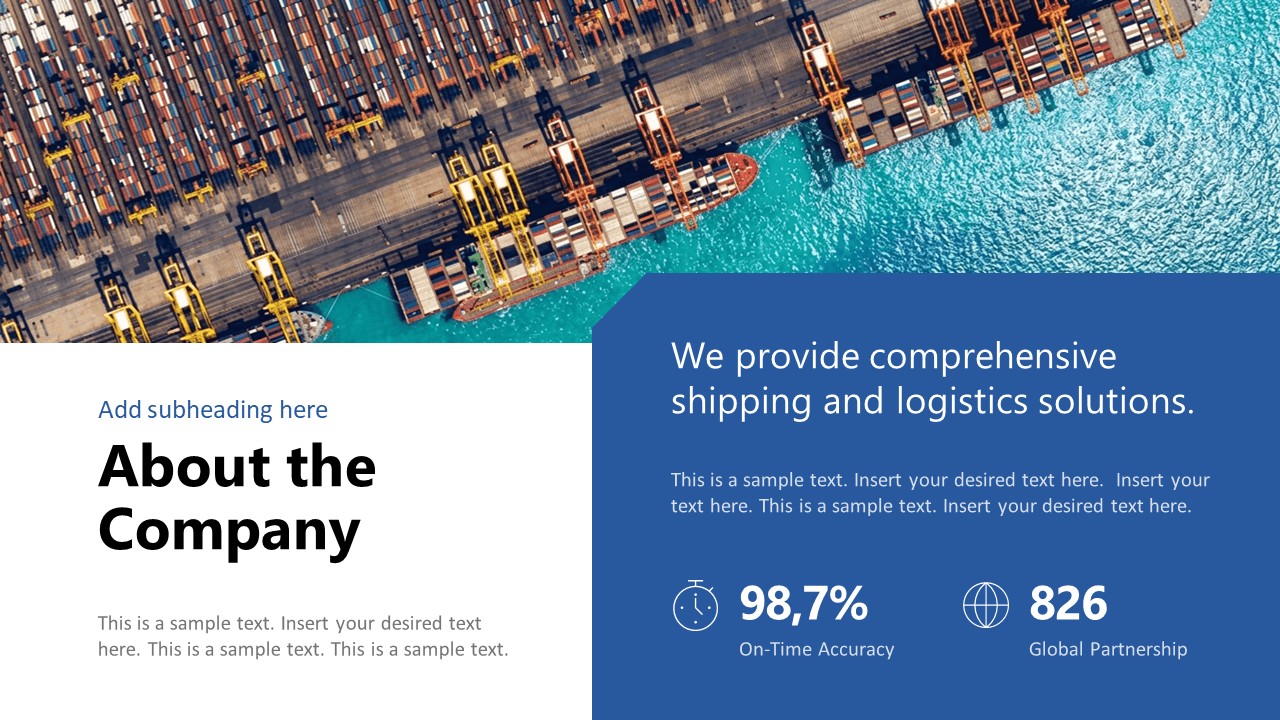 Add subheading here
About the
Company
This is a sample text. Insert your desired text
here. This is a sample text. This is a sample text.
We provide comprehensive
shipping and logistics solutions.
This is a sample text. Insert your desired text here.  Insert your
text here. This is a sample text. Insert your desired text here.
98,7%
On-Time Accuracy
826
Global Partnership